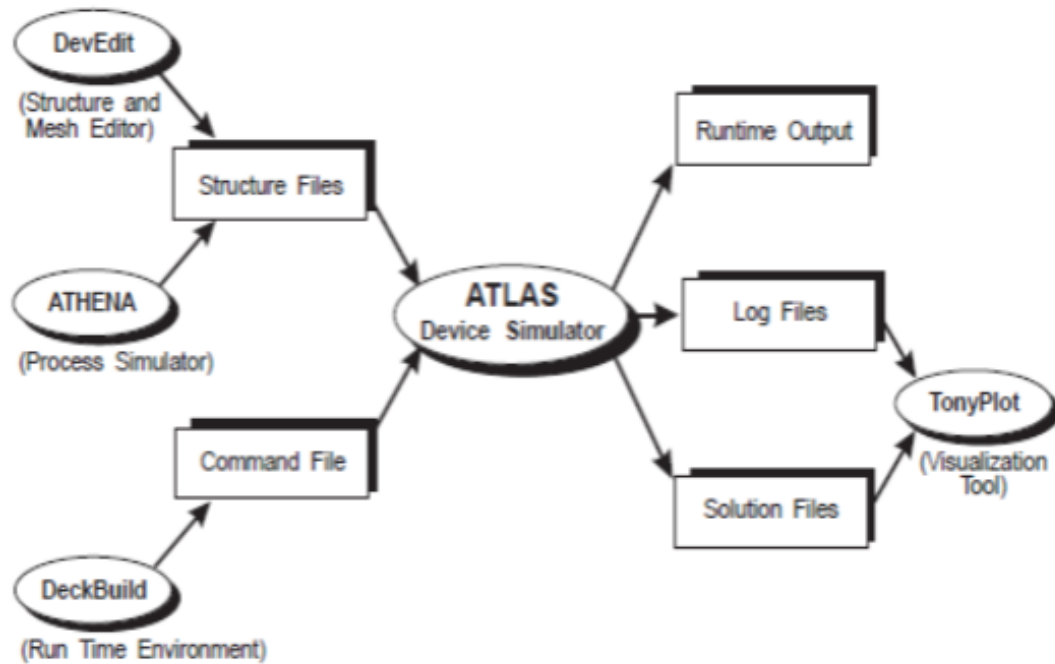 DevEdit
(Structure and
Mesh Editor)
Structure Files
ATHENA
(Process Simulator)
Command File
DeckBuild
(Run Time Environment)
ATLAS
Device Simulator
Runtime Output
Log Files
Solution Files
TonyPlot
(Visualization
Tool)